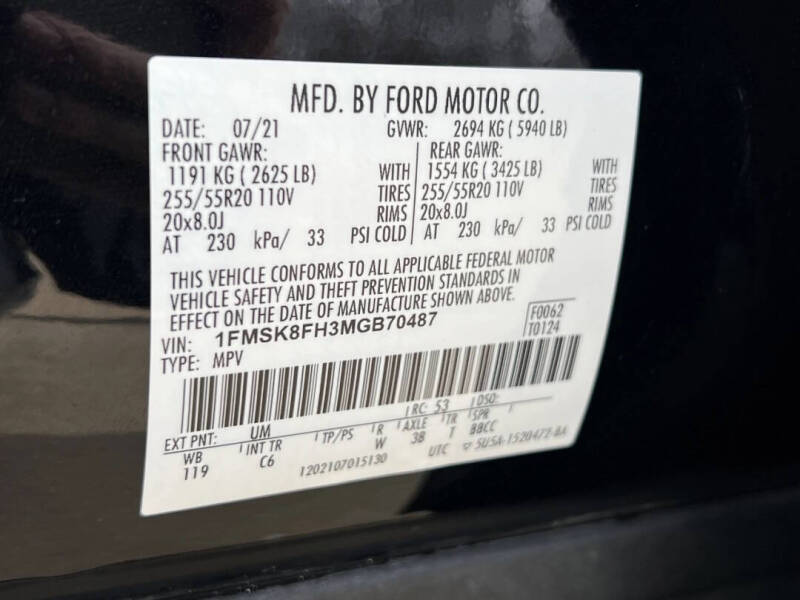 MFD. BY FORD MOTOR CO.
DATE: 07/21 GVWR: 2694 KG ( 5940 LB)
FRONT GAWR: REAR GAWR:
1191 KG ( 2625 LB) WITH 1554 KG ( 3425 LB) WITH
255/55R20 110V TIRES 255/55R20 110V TIRES
20x8.0J RIMS 20x8.0J RIMS
AT 230 kPa/ 33 PSI COLD AT 230 kPa/ 33 PSI COLD
THIS VEHICLE CONFORMS TO ALL APPLICABLE FEDERAL MOTOR
VEHICLE SAFETY AND THEFT PREVENTION STANDARDS IN
EFFECT ON THE DATE OF MANUFACTURE SHOWN ABOVE.
VIN: 1FMSK8FH3MGB70487 F0062
TYPE: MPV T0124
RC: 53 DSO:
EXT PNT: UM
WB INT TR TP/PS R AXLE TR SPR
119 C6 W 38 T BBCC
1202107015130 UTC ▽ 5U5A-1520472-BA